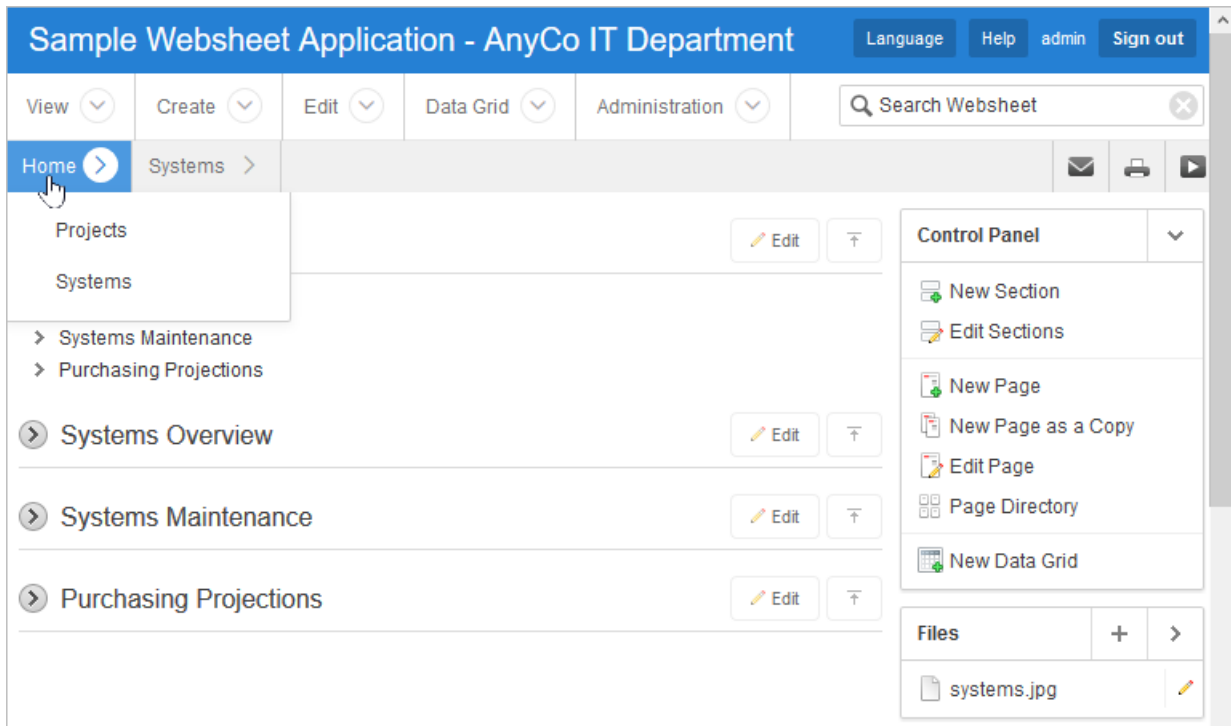 Sample Websheet Application - AnyCo IT Department
Language
Help
admin
Sign out
View
Create
Edit
Data Grid
Administration
Search Websheet
Home
Systems
Projects
Systems
Edit
Systems Maintenance
Purchasing Projections
Systems Overview
Edit
Systems Maintenance
Edit
Purchasing Projections
Edit
Control Panel
New Section
Edit Sections
New Page
New Page as a Copy
Edit Page
Page Directory
New Data Grid
Files
systems.jpg